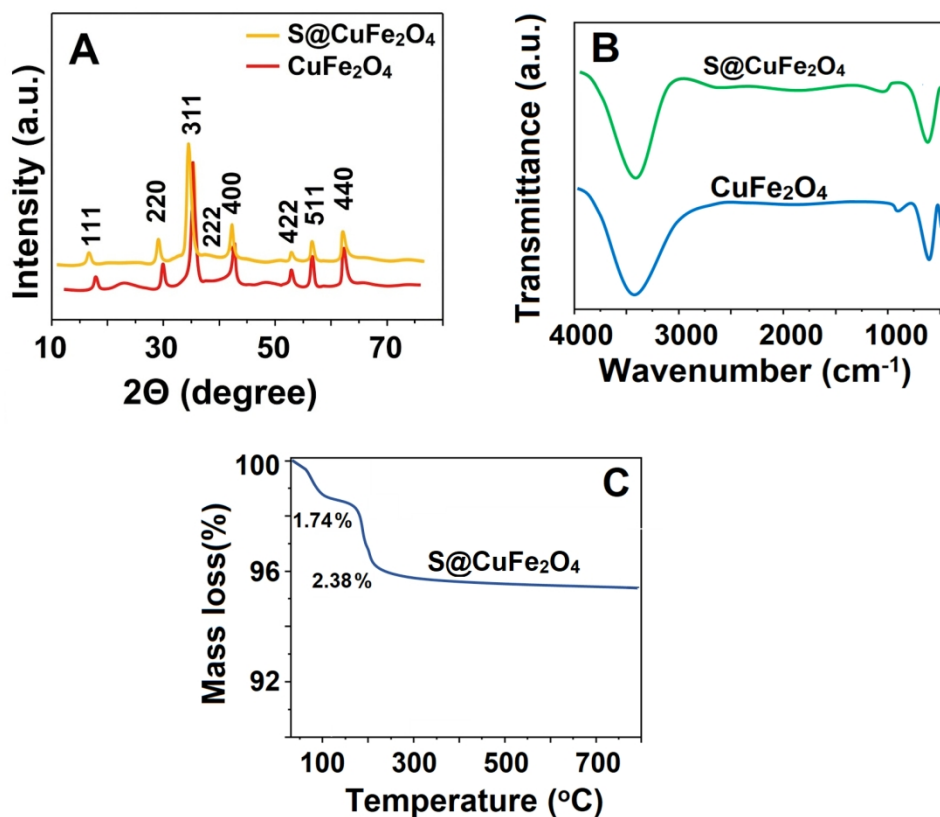 A
S@CuFe₂O₄
CuFe₂O₄
111
220
311
222
400
422
511
440
Intensity (a.u.)
10
30
50
70
2Θ (degree)
B
S@CuFe₂O₄
CuFe₂O₄
Transmittance (a.u.)
4000
3000
2000
1000
Wavenumber (cm⁻¹)
C
100
96
92
1.74%
2.38%
S@CuFe₂O₄
Mass loss(%)
100
300
500
700
Temperature (ºC)